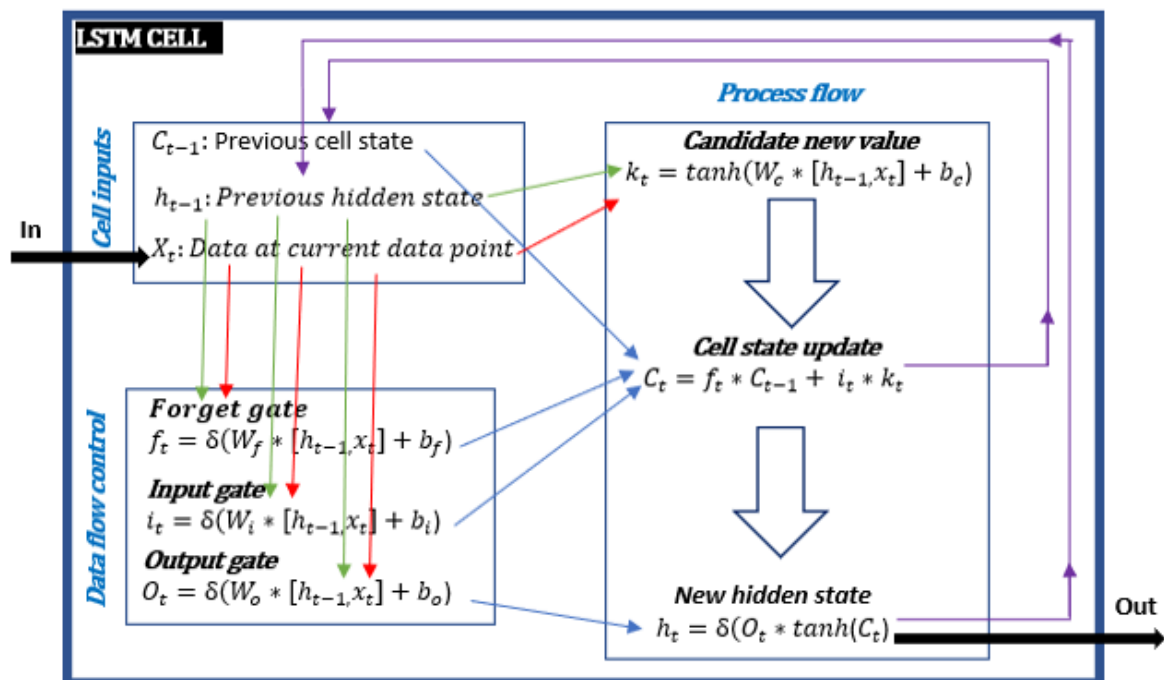 LSTM CELL
Process flow
Cell inputs
C_{t-1}: Previous cell state
h_{t-1}: Previous hidden state
X_t: Data at current data point
In
Candidate new value
k_t = tanh(W_c * [h_{t-1,}x_t] + b_c)
Cell state update
C_t = f_t * C_{t-1} + i_t * k_t
Data flow control
Forget gate
f_t = δ(W_f * [h_{t-1,}x_t] + b_f)
Input gate
i_t = δ(W_i * [h_{t-1,}x_t] + b_i)
Output gate
O_t = δ(W_o * [h_{t-1,}x_t] + b_o)
New hidden state
h_t = δ(O_t * tanh(C_t)
Out